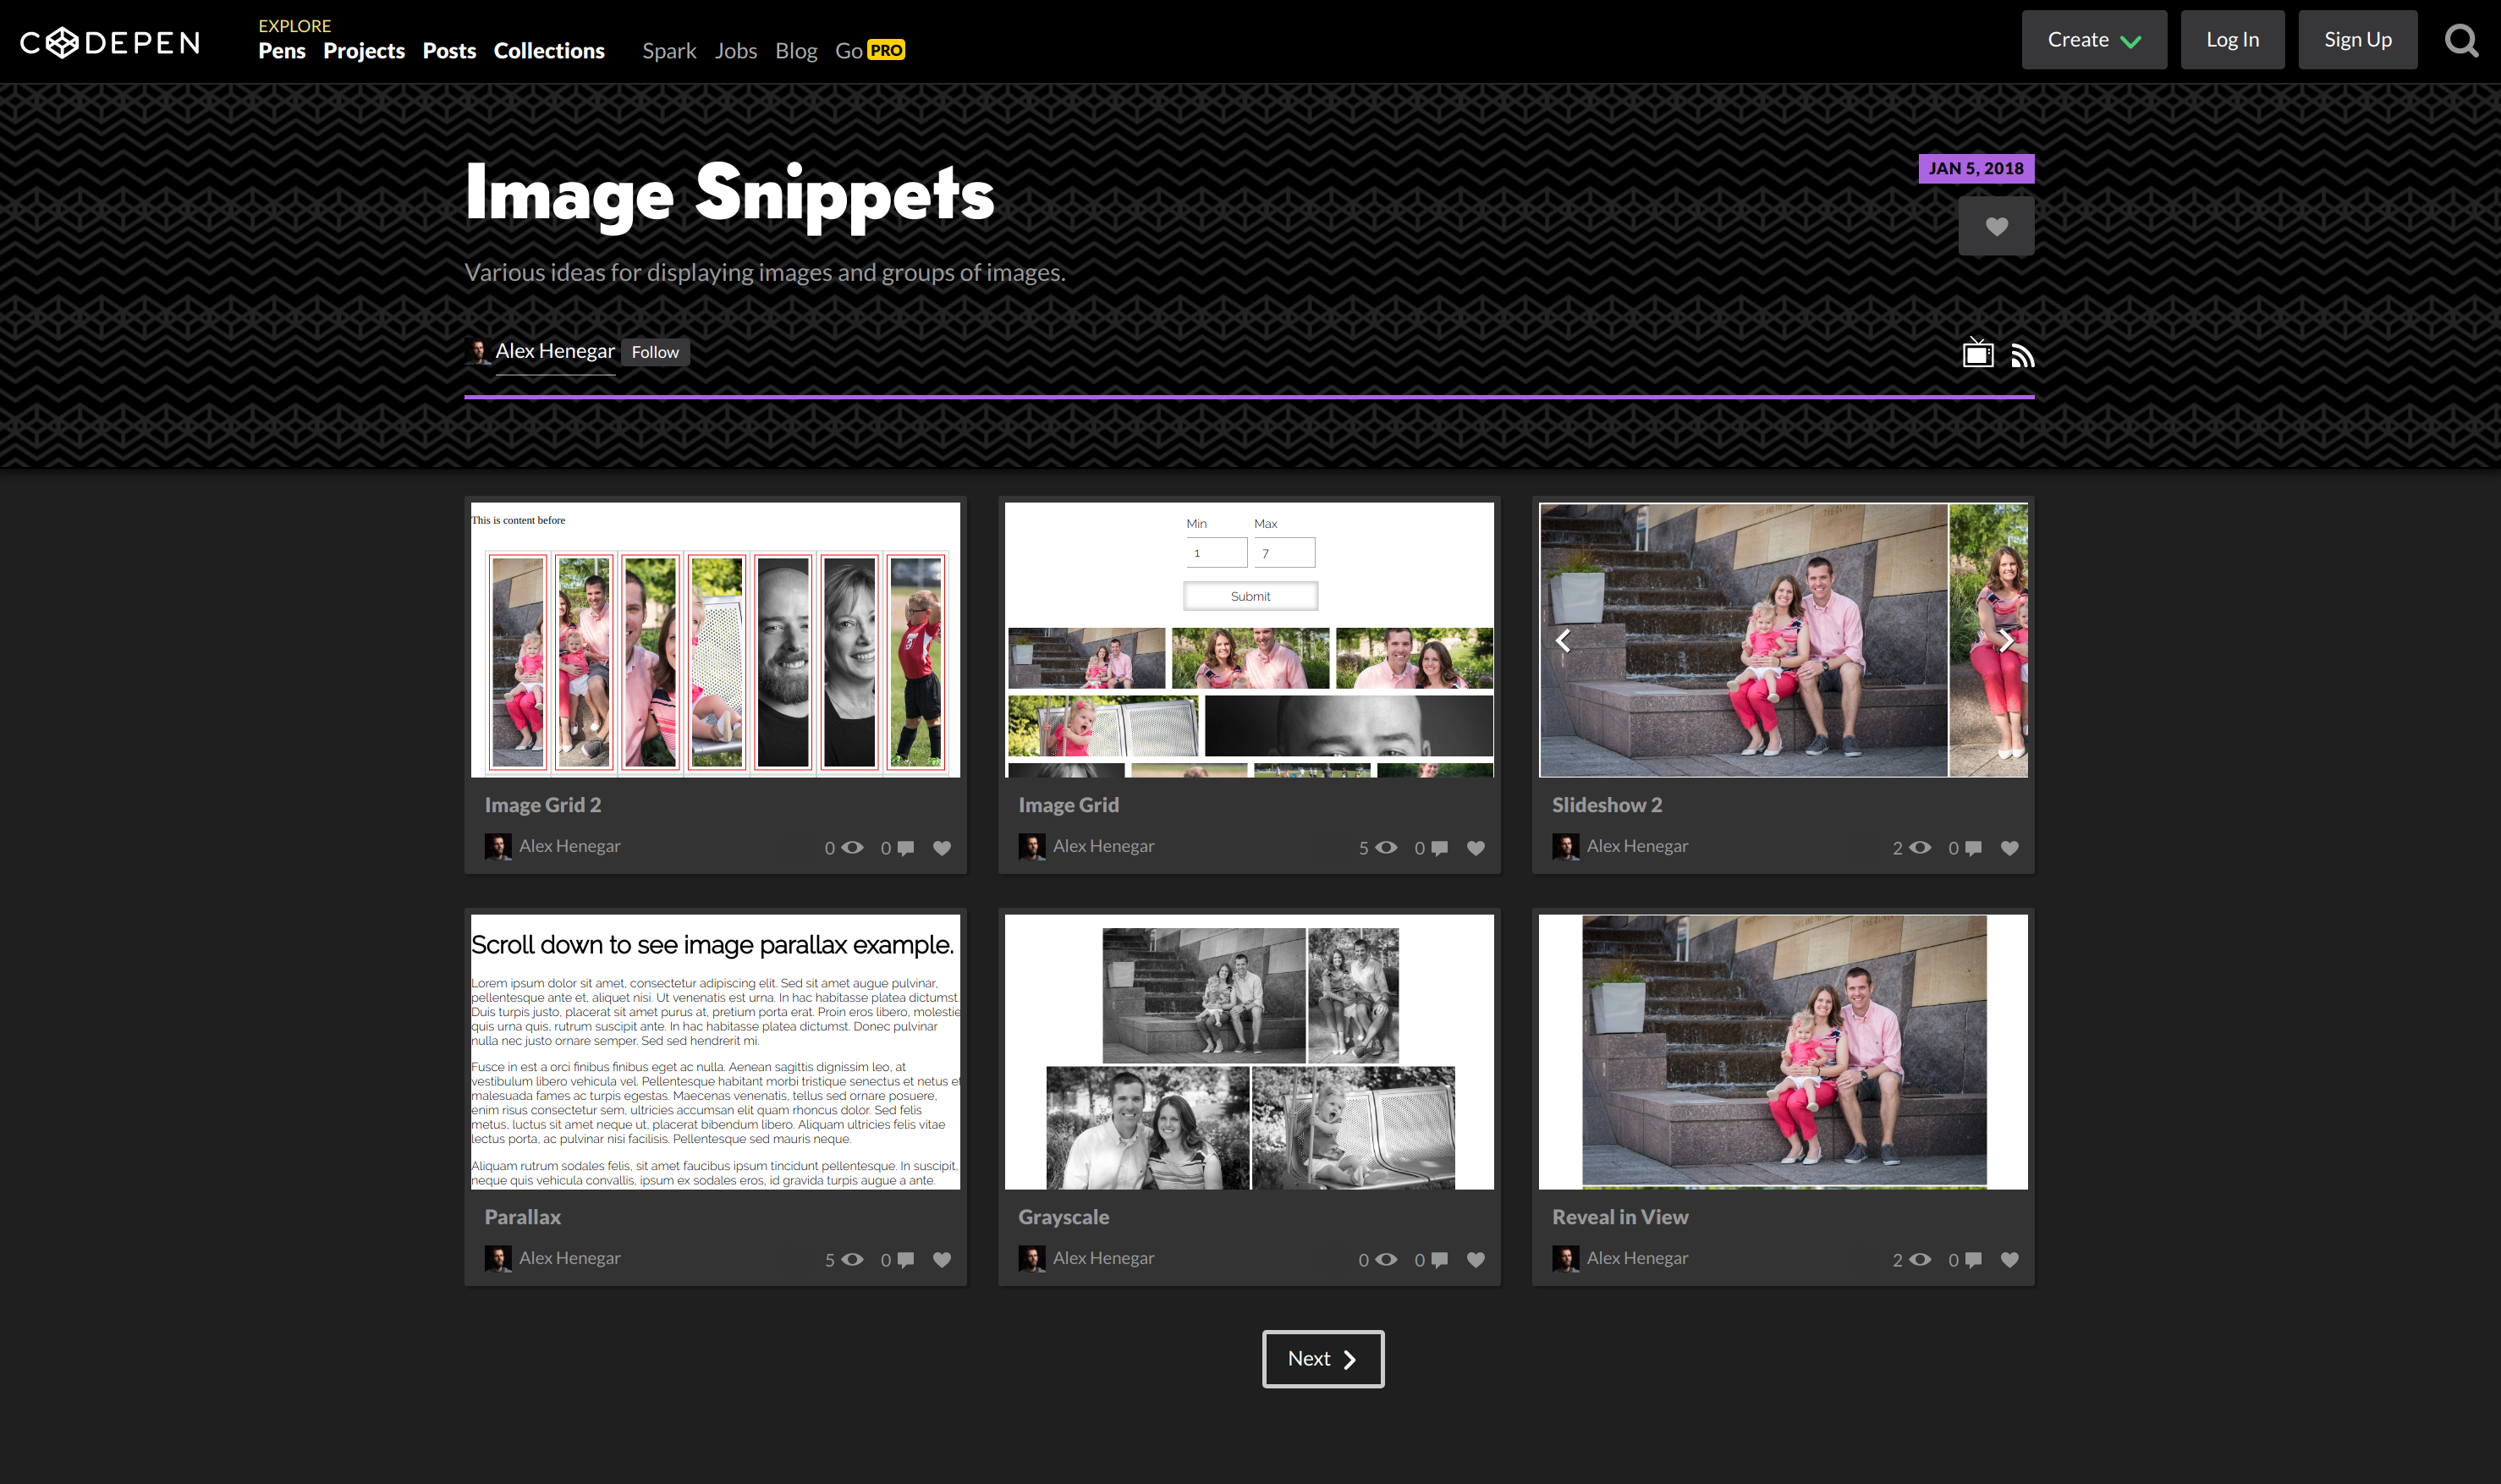 CODEPEN
EXPLORE
Pens Projects Posts Collections Spark Jobs Blog Go PRO
Create Log In Sign Up
Image Snippets
JAN 5, 2018
Various ideas for displaying images and groups of images.
Alex Henegar Follow
This is content before
Image Grid 2
Alex Henegar 0 0
Min Max
1 7
Submit
Image Grid
Alex Henegar 5 0
Slideshow 2
Alex Henegar 2 0
Scroll down to see image parallax example.
Lorem ipsum dolor sit amet, consectetur adipiscing elit. Sed sit amet augue pulvinar,
pellentesque ante et, aliquet nisi. Ut venenatis est urna. In hac habitasse platea dictumst.
Duis turpis justo, placerat sit amet purus at, pretium porta erat. Proin eros libero, molestie
quis urna quis, rutrum suscipit ante. In hac habitasse platea dictumst. Donec pulvinar
nulla nec justo ornare semper. Sed sed hendrerit mi.
Fusce in est a orci finibus finibus eget ac nulla. Aenean sagittis dignissim leo, at
vestibulum libero vehicula vel. Pellentesque habitant morbi tristique senectus et netus et
malesuada fames ac turpis egestas. Maecenas venenatis, tellus sed ornare posuere,
enim risus consectetur sem, ultricies accumsan elit quam rhoncus dolor. Sed felis
metus, luctus sit amet neque ut, placerat bibendum libero. Aliquam ultricies felis vitae
lectus porta, ac pulvinar nisi facilisis. Pellentesque sed mauris neque.
Aliquam rutrum sodales felis, sit amet faucibus ipsum tincidunt pellentesque. In suscipit,
neque quis vehicula convallis, ipsum ex sodales eros, id gravida turpis augue a ante.
Parallax
Alex Henegar 5 0
Grayscale
Alex Henegar 0 0
Reveal in View
Alex Henegar 2 0
Next